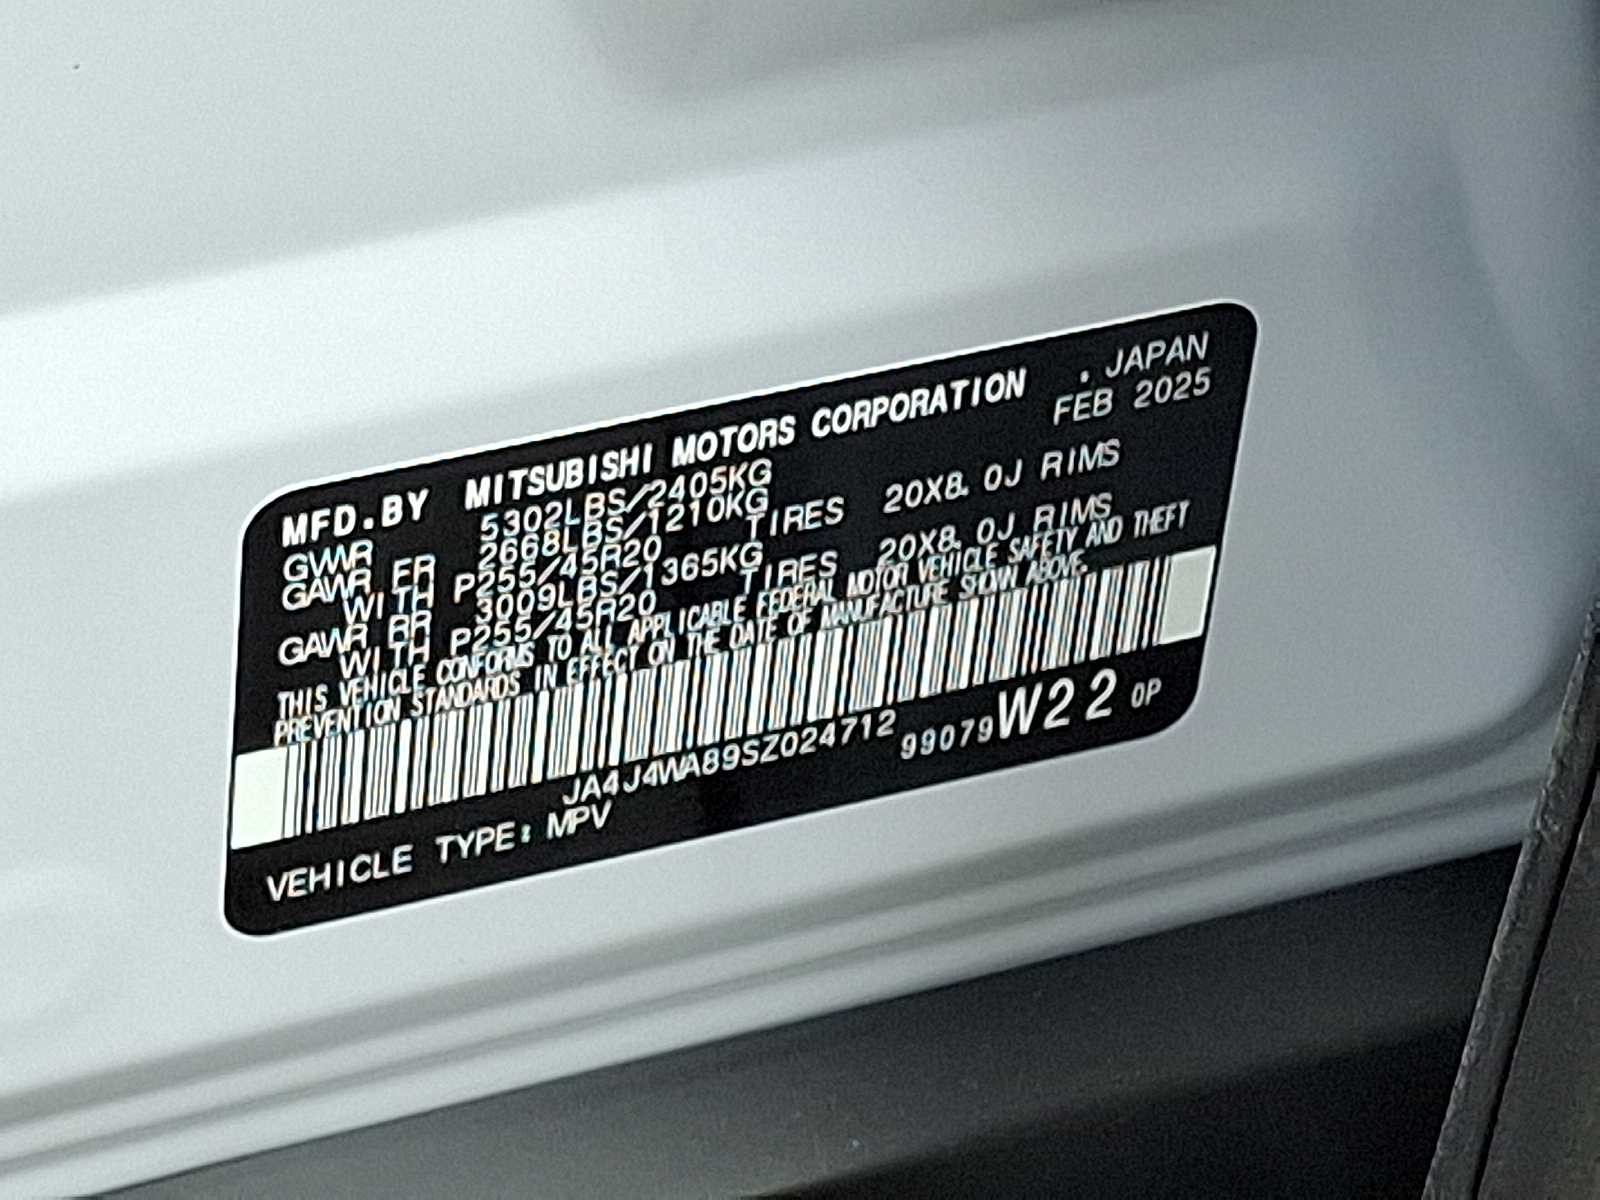 MFD.BY MITSUBISHI MOTORS CORPORATION , JAPAN
GVWR 5302LBS/2405KG FEB 2025
GAWR FR 2668LBS/1210KG
WITH P255/45R20 TIRES 20X8.0J RIMS
GAWR RR 3009LBS/1365KG
WITH P255/45R20 TIRES 20X8.0J RIMS
THIS VEHICLE CONFORMS TO ALL APPLICABLE FEDERAL MOTOR VEHICLE SAFETY AND THEFT
PREVENTION STANDARDS IN EFFECT ON THE DATE OF MANUFACTURE SHOWN ABOVE.
JA4J4WA89SZ024712 99079W22 0P
VEHICLE TYPE: MPV